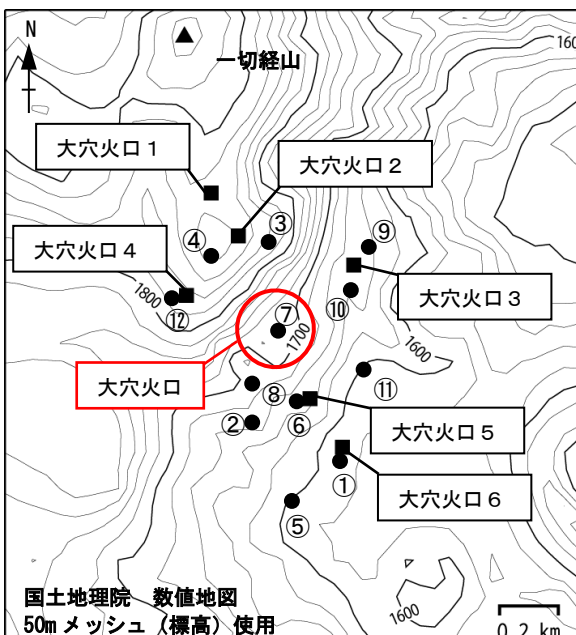 N
一切経山
1600
大穴火口1
大穴火口2
④
③
⑨
大穴火口4
大穴火口3
1800
⑫
⑩
⑦
1700
1600
大穴火口
⑪
⑧
⑥
②
大穴火口5
①
大穴火口6
⑤
国土地理院 数値地図
50mメッシュ(標高)使用
1600
0.2 km